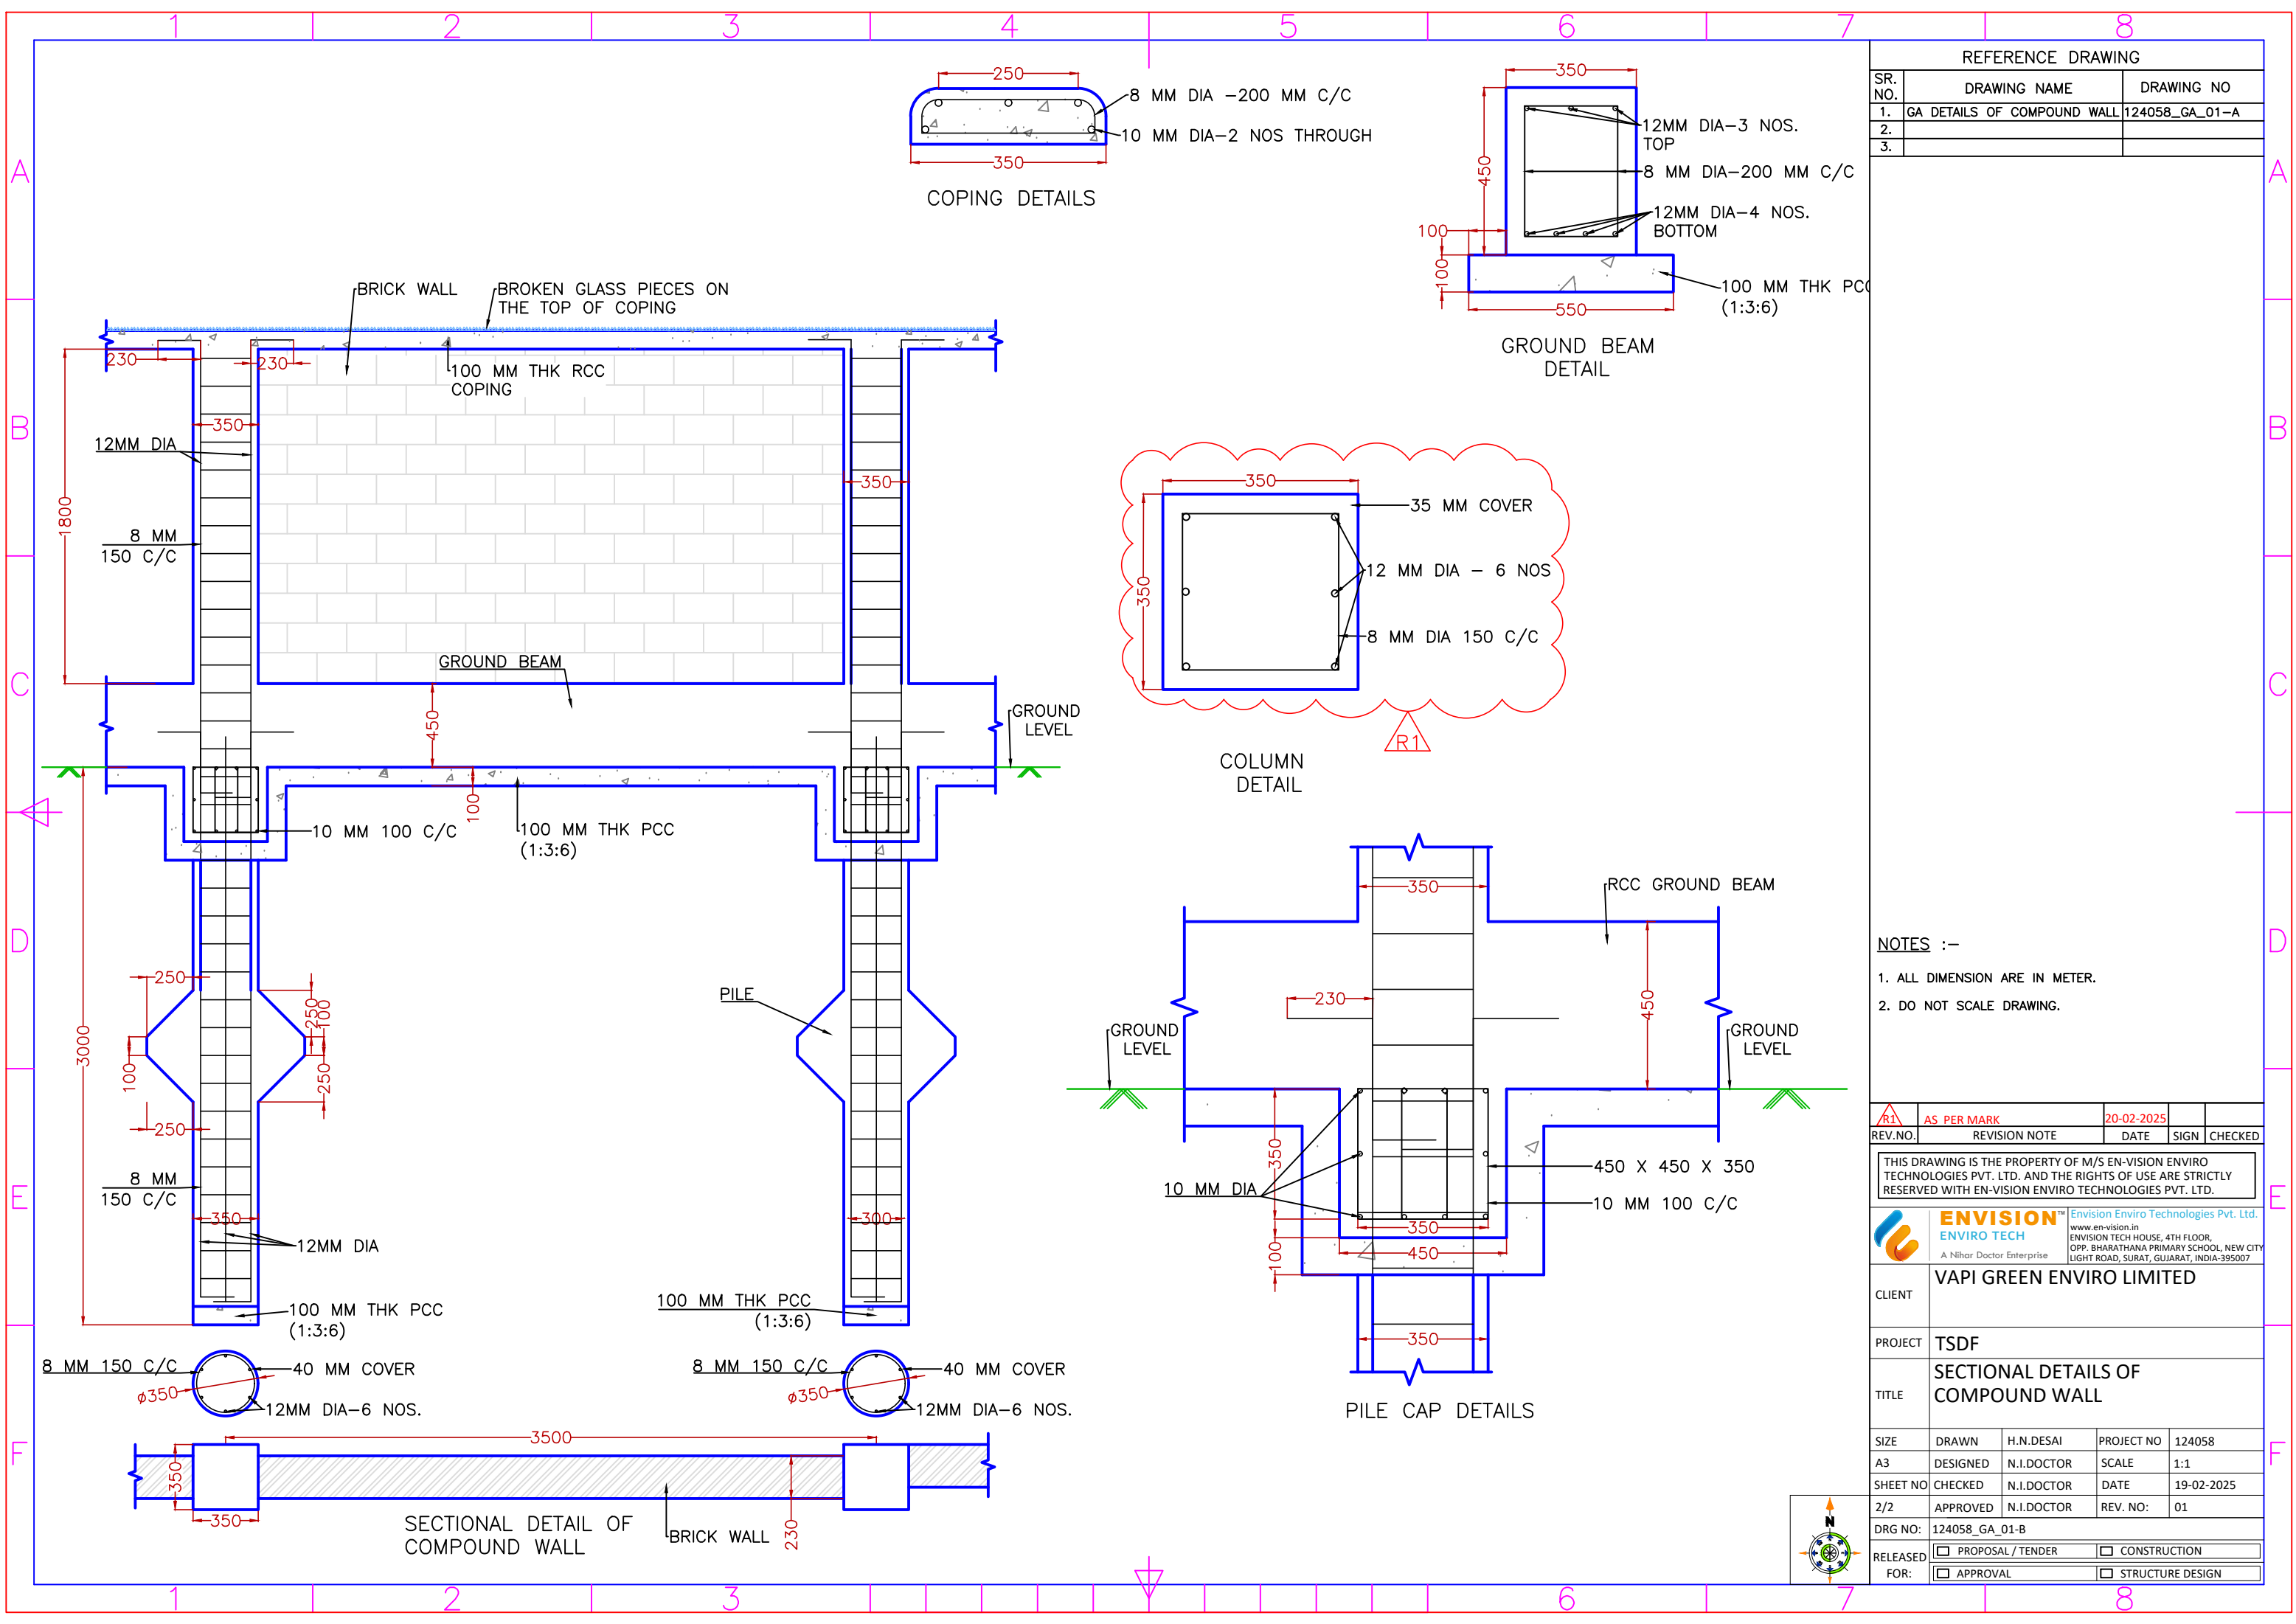 1 2 3 4 5 6 7 8
A
B
C
D
E
F
250
8 MM DIA -200 MM C/C
10 MM DIA-2 NOS THROUGH
350
COPING DETAILS
350
450
12MM DIA-3 NOS.
TOP
8 MM DIA-200 MM C/C
12MM DIA-4 NOS.
BOTTOM
100
100
100 MM THK PCC
(1:3:6)
550
GROUND BEAM
DETAIL
BRICK WALL
BROKEN GLASS PIECES ON
THE TOP OF COPING
230
230
100 MM THK RCC
COPING
350
12MM DIA
350
1800
8 MM
150 C/C
GROUND BEAM
450
GROUND
LEVEL
100
10 MM 100 C/C
100 MM THK PCC
(1:3:6)
250
250
100
PILE
3000
100
250
250
8 MM
150 C/C
350
300
12MM DIA
100 MM THK PCC
(1:3:6)
100 MM THK PCC
(1:3:6)
8 MM 150 C/C
40 MM COVER
ø350
12MM DIA-6 NOS.
8 MM 150 C/C
40 MM COVER
ø350
12MM DIA-6 NOS.
3500
350
350
230
SECTIONAL DETAIL OF
COMPOUND WALL
BRICK WALL
350
35 MM COVER
350
12 MM DIA - 6 NOS
8 MM DIA 150 C/C
R1
COLUMN
DETAIL
350
RCC GROUND BEAM
230
450
GROUND
LEVEL
GROUND
LEVEL
350
450 X 450 X 350
10 MM DIA
10 MM 100 C/C
350
450
100
350
PILE CAP DETAILS
REFERENCE DRAWING
SR.
NO. DRAWING NAME DRAWING NO
1. GA DETAILS OF COMPOUND WALL 124058_GA_01-A
2.
3.
NOTES :-
1. ALL DIMENSION ARE IN METER.
2. DO NOT SCALE DRAWING.
R1 AS PER MARK 20-02-2025
REV.NO. REVISION NOTE DATE SIGN CHECKED
THIS DRAWING IS THE PROPERTY OF M/S EN-VISION ENVIRO
TECHNOLOGIES PVT. LTD. AND THE RIGHTS OF USE ARE STRICTLY
RESERVED WITH EN-VISION ENVIRO TECHNOLOGIES PVT. LTD.
ENVISION™
ENVIRO TECH
A Nihar Doctor Enterprise
Envision Enviro Technologies Pvt. Ltd.
www.en-vision.in
ENVISION TECH HOUSE, 4TH FLOOR,
OPP. BHARATHANA PRIMARY SCHOOL, NEW CITY
LIGHT ROAD, SURAT, GUJARAT, INDIA-395007
CLIENT VAPI GREEN ENVIRO LIMITED
PROJECT TSDF
TITLE SECTIONAL DETAILS OF
COMPOUND WALL
SIZE DRAWN H.N.DESAI PROJECT NO 124058
A3 DESIGNED N.I.DOCTOR SCALE 1:1
SHEET NO CHECKED N.I.DOCTOR DATE 19-02-2025
2/2 APPROVED N.I.DOCTOR REV. NO: 01
DRG NO: 124058_GA_01-B
RELEASED
FOR:
PROPOSAL / TENDER CONSTRUCTION
APPROVAL STRUCTURE DESIGN
N
A
B
C
D
E
F
1 2 3 6 7 8